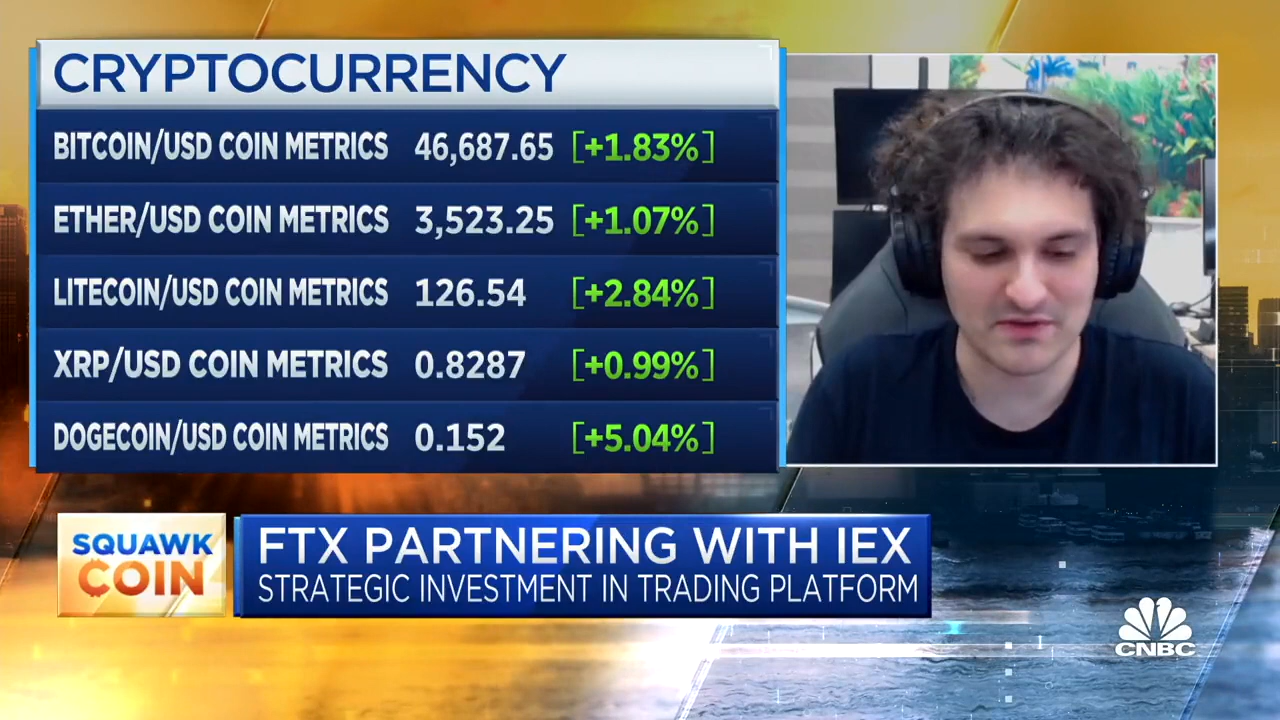 CRYPTOCURRENCY
BITCOIN/USD COIN METRICS 46,687.65 [+1.83%]
ETHER/USD COIN METRICS 3,523.25 [+1.07%]
LITECOIN/USD COIN METRICS 126.54 [+2.84%]
XRP/USD COIN METRICS 0.8287 [+0.99%]
DOGECOIN/USD COIN METRICS 0.152 [+5.04%]
SQUAWK
COIN
FTX PARTNERING WITH IEX
STRATEGIC INVESTMENT IN TRADING PLATFORM
CNBC